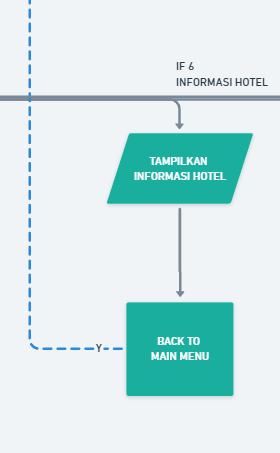 IF 6
INFORMASI HOTEL
TAMPILKAN
INFORMASI HOTEL
Y
BACK TO
MAIN MENU